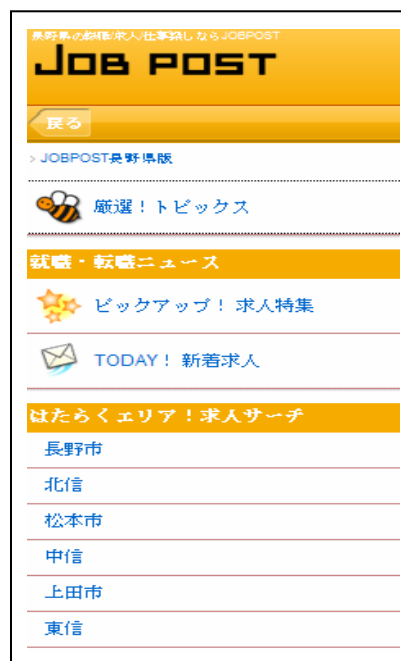 長野県の転職/求人/仕事探しならJOBPOST
JOB POST
戻る
> JOBPOST長野県版
厳選！トピックス
就職・転職ニュース
ピックアップ！ 求人特集
TODAY！ 新着求人
はたらくエリア！求人サーチ
長野市
北信
松本市
中信
上田市
東信